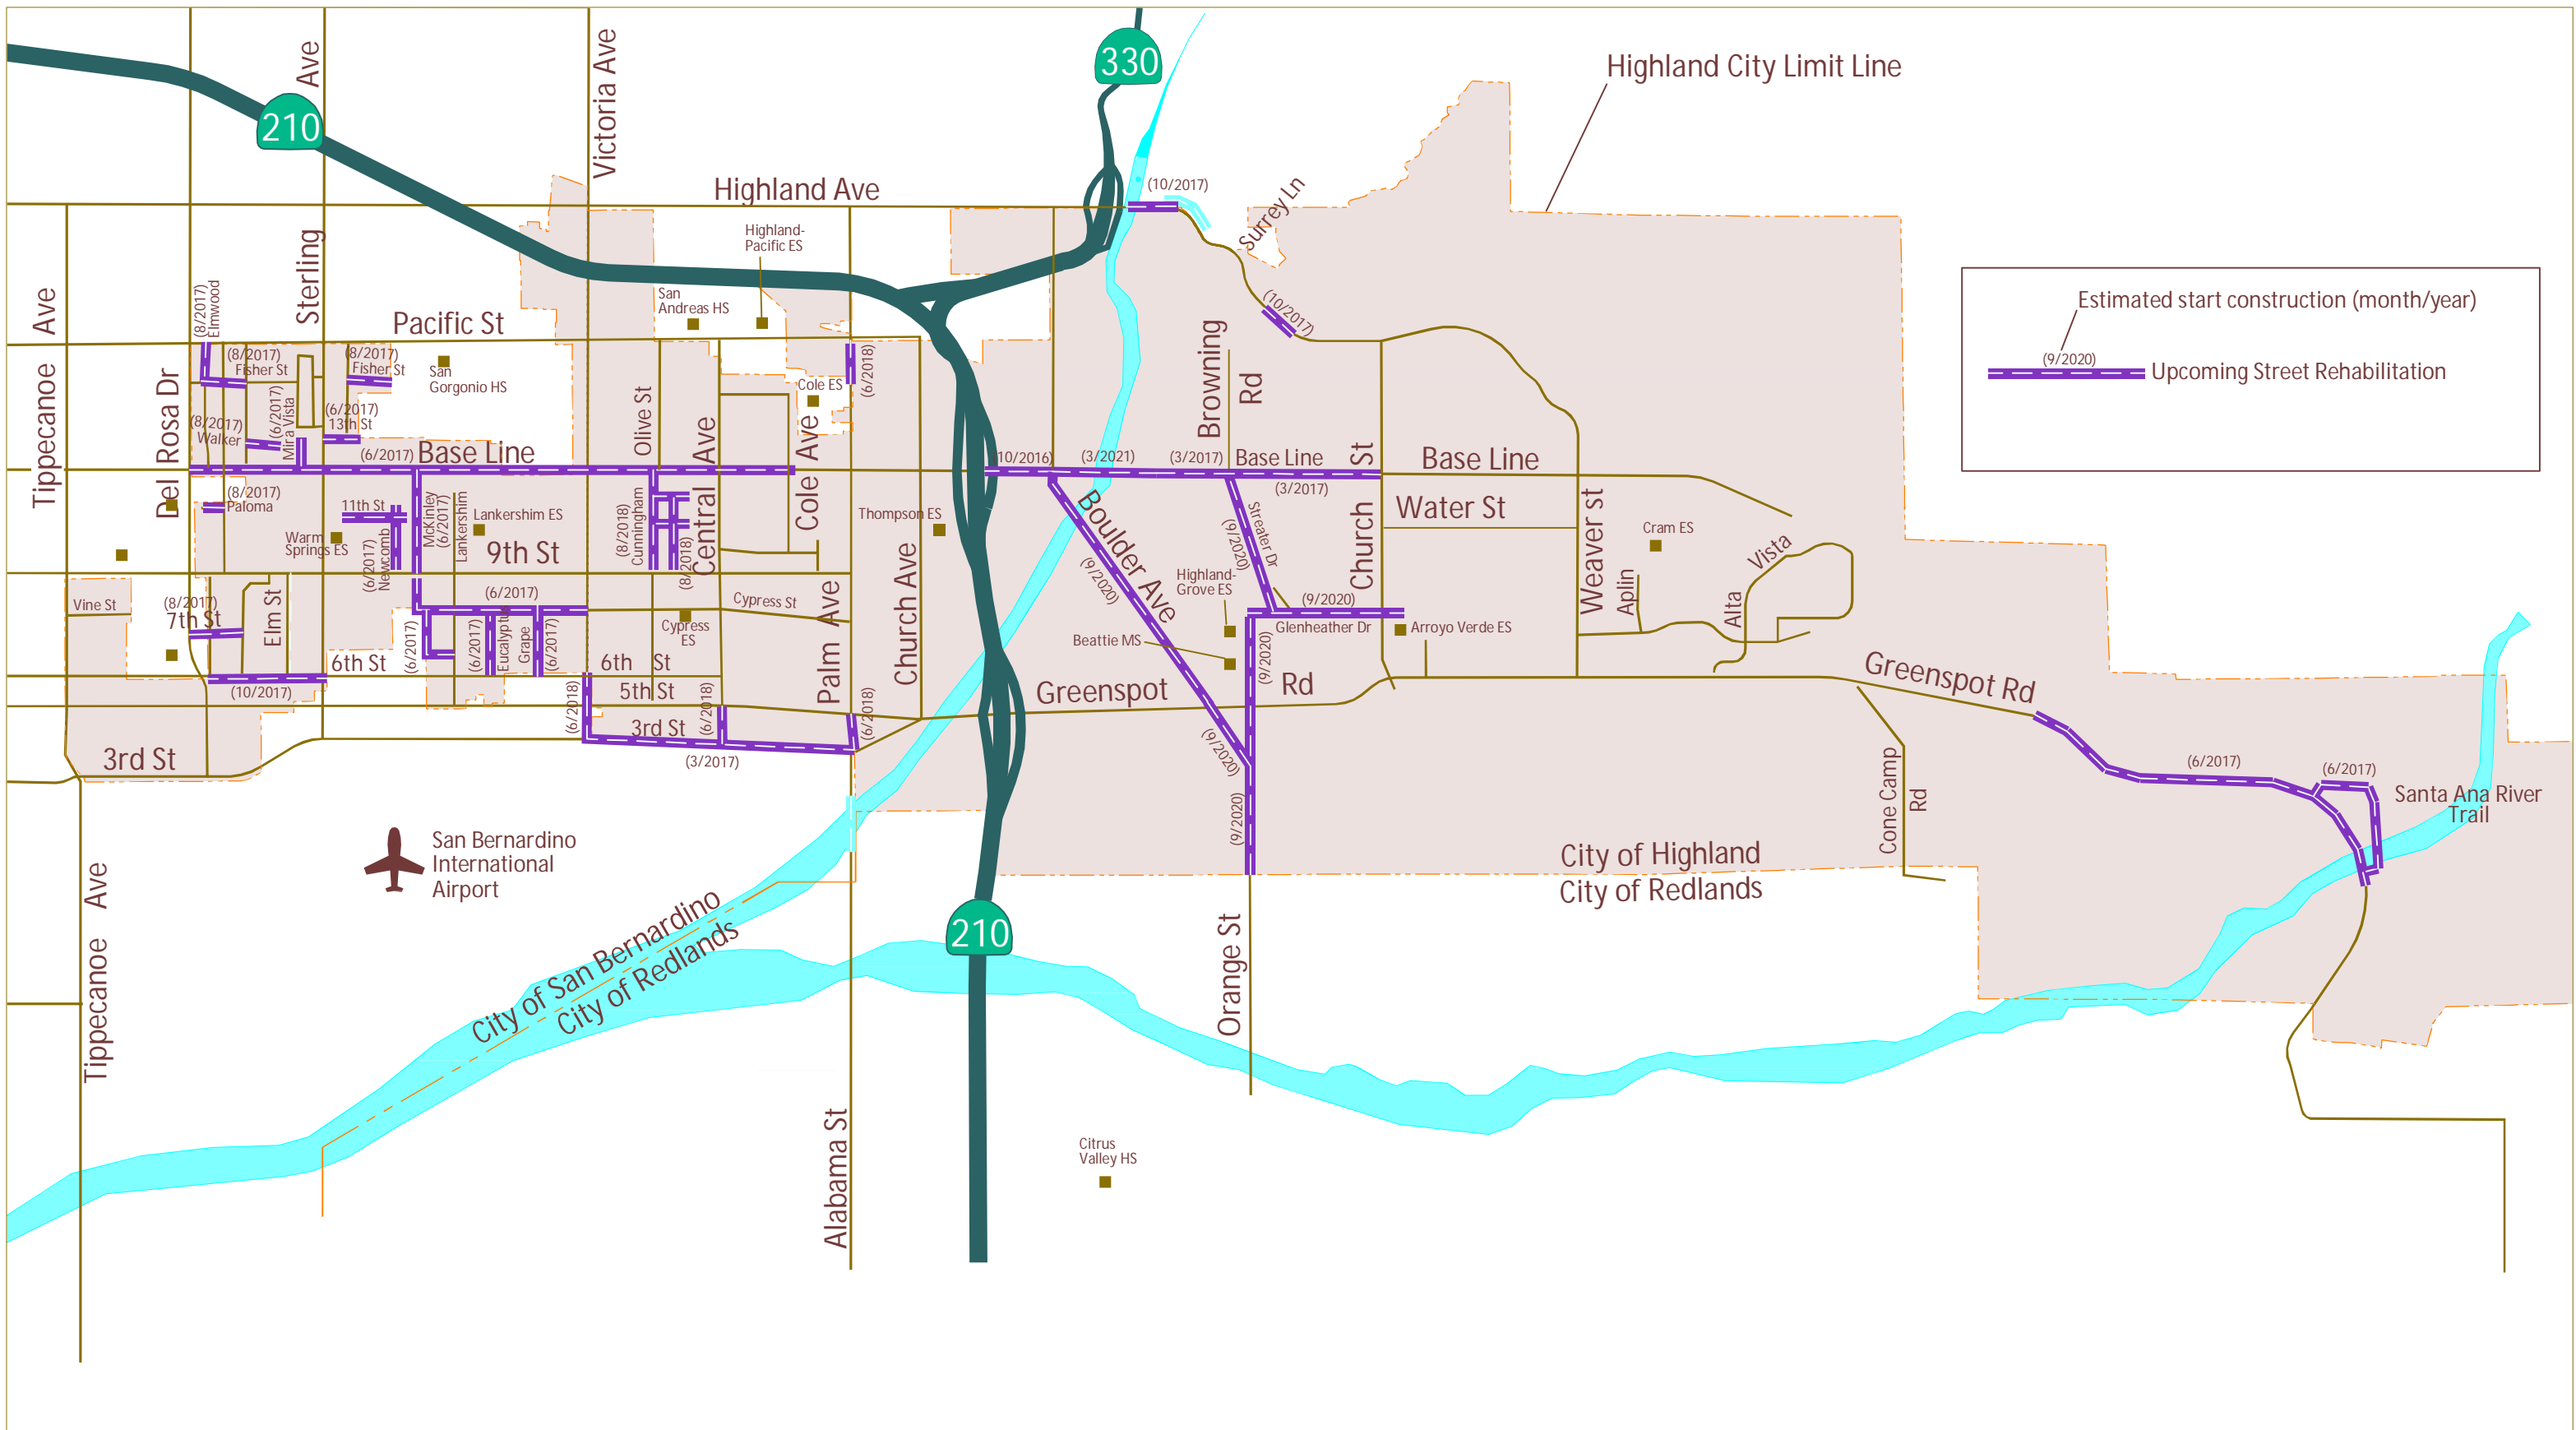 330
Highland City Limit Line
Ave
Victoria Ave
210
(10/2017)
Highland Ave
Surrey Ln
Highland-
Pacific ES
Sterling
Estimated start construction (month/year)
(9/2020)
Upcoming Street Rehabilitation
Tippecanoe Ave
(8/2017)
Elmwood
San
Andreas HS
Pacific St
(10/2017)
Browning
Rd
(8/2017)
Fisher St
(8/2017)
Fisher St
San
Gorgonio HS
(6/2018)
Cole ES
Del Rosa Dr
(8/2017)
Walker
(6/2017)
Mira Vista
(6/2017)
13th St
Olive St
Central Ave
Cole Ave
(6/2017)
Base Line
(10/2016)
(3/2021)
(3/2017)
Base Line
(3/2017)
Base Line
Church St
(8/2017)
Paloma
11th St
Warm
Springs ES
(6/2017)
Newcomb
McKinley
(6/2017)
Lankershim
Lankershim ES
9th St
(8/2018)
Cunningham
(8/2018)
Thompson ES
Boulder Ave
(9/2020)
Streater Dr
(9/2020)
Water St
Weaver st
Cram ES
Aplin
Alta
Vista
Vine St
(8/2017)
7th St
Elm St
(6/2017)
Cypress St
Cypress
ES
Palm Ave
Church Ave
Highland-
Grove ES
Beattie MS
(9/2020)
Glenheather Dr
Arroyo Verde ES
6th St
(10/2017)
(6/2017)
(6/2017)
Grape
(6/2017)
6th St
5th St
Greenspot Rd
(9/2020)
Greenspot Rd
3rd St
(6/2018)
3rd St
(6/2018)
(6/2018)
(3/2017)
(9/2020)
(9/2020)
Cone Camp
Rd
(6/2017)
(6/2017)
Santa Ana River
Trail
San Bernardino
International
Airport
City of Highland
City of Redlands
City of San Bernardino
City of Redlands
210
Orange St
Tippecanoe Ave
Alabama St
Citrus
Valley HS